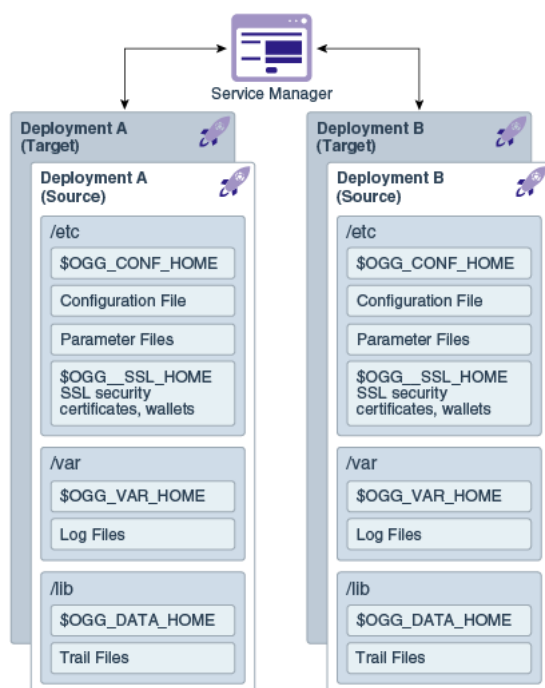 Service Manager
Deployment A
(Target)
Deployment A
(Source)
/etc
$OGG_CONF_HOME
Configuration File
Parameter Files
$OGG__SSL_HOME
SSL security
certificates, wallets
/var
$OGG_VAR_HOME
Log Files
/lib
$OGG_DATA_HOME
Trail Files
Deployment B
(Target)
Deployment B
(Source)
/etc
$OGG_CONF_HOME
Configuration File
Parameter Files
$OGG__SSL_HOME
SSL security
certificates, wallets
/var
$OGG_VAR_HOME
Log Files
/lib
$OGG_DATA_HOME
Trail Files